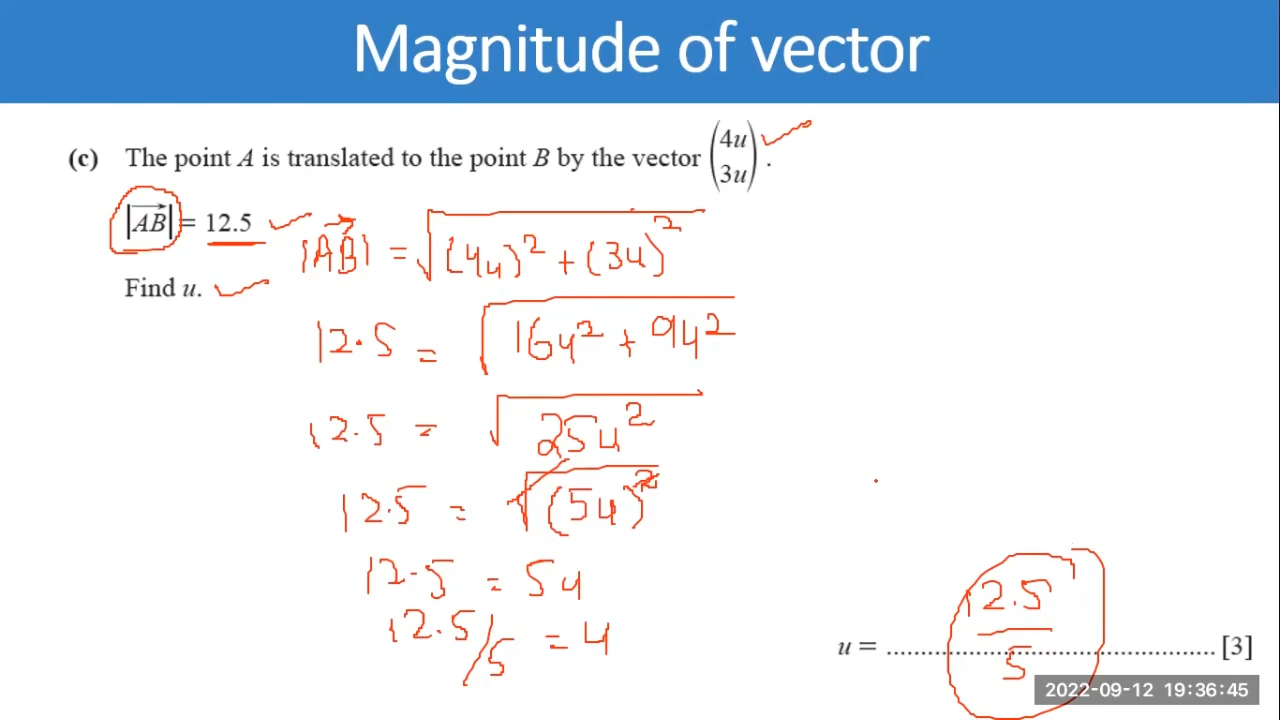 Magnitude of vector
(c) The point A is translated to the point B by the vector (4u 3u).
|AB| = 12.5
|AB| = √(4u)² + (3u)²
Find u.
12.5 = √16u² + 9u²
12.5 = √25u²
12.5 = √(5u)²
12.5 = 5u
12.5/5 = u
12.5
u = ................................................ [3]
5
2022-09-12 19:36:45